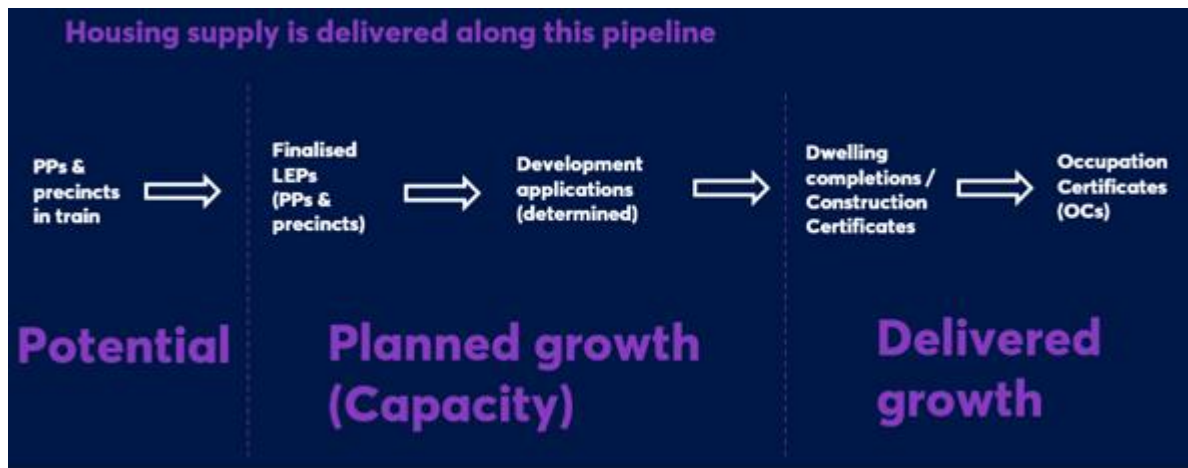 Housing supply is delivered along this pipeline
PPs &
precincts
in train
Finalised
LEPs
(PPs &
precincts)
Development
applications
(determined)
Dwelling
completions /
Construction
Certificates
Occupation
Certificates
(OCs)
Potential
Planned growth
(Capacity)
Delivered
growth